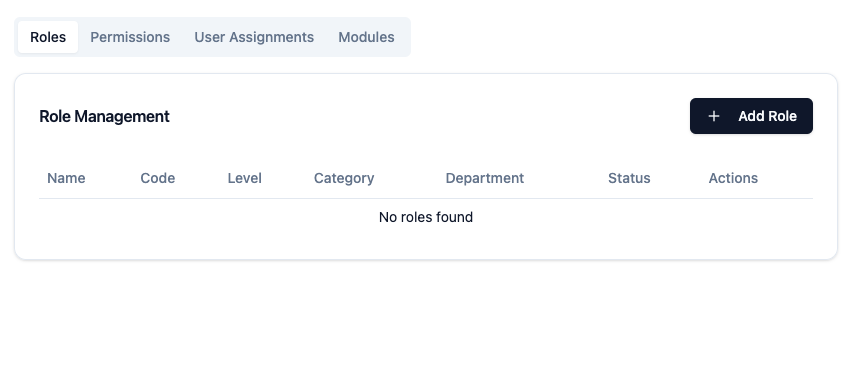 Roles Permissions User Assignments Modules
Role Management
Add Role
Name Code Level Category Department Status Actions
No roles found